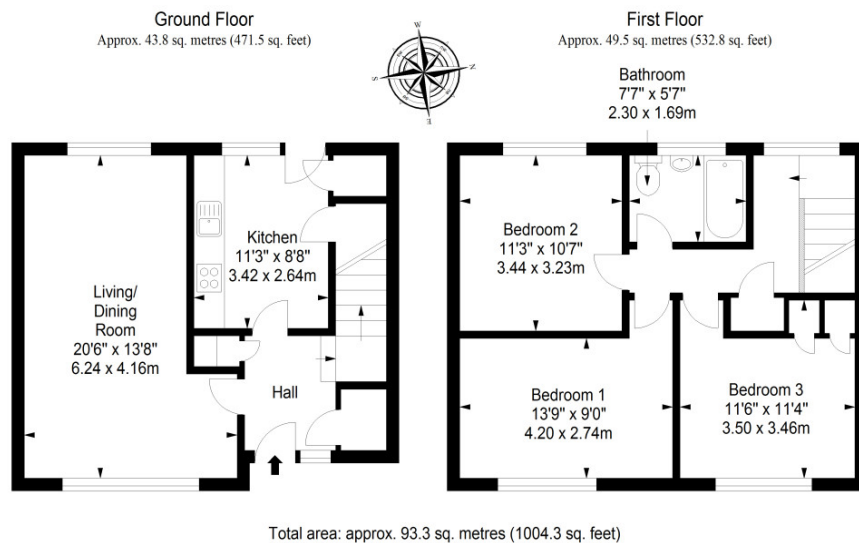 Ground Floor
Approx. 43.8 sq. metres (471.5 sq. feet)
W
N
S
E
First Floor
Approx. 49.5 sq. metres (532.8 sq. feet)
Bathroom
7'7" x 5'7"
2.30 x 1.69m
Kitchen
11'3" x 8'8"
3.42 x 2.64m
Living/
Dining
Room
20'6" x 13'8"
6.24 x 4.16m
Hall
Bedroom 2
11'3" x 10'7"
3.44 x 3.23m
Bedroom 1
13'9" x 9'0"
4.20 x 2.74m
Bedroom 3
11'6" x 11'4"
3.50 x 3.46m
Total area: approx. 93.3 sq. metres (1004.3 sq. feet)